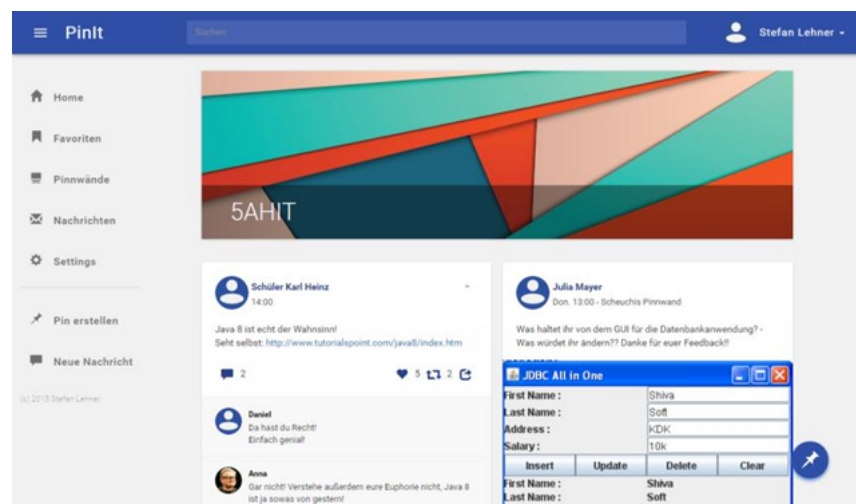 PinIt
Suchen
Stefan Lehner
Home
Favoriten
Pinnwände
Nachrichten
Settings
Pin erstellen
Neue Nachricht
(c) 2015 Stefan Lehner
5AHIT
Schüler Karl Heinz
14:00
Java 8 ist echt der Wahnsinn!
Seht selbst: http://www.tutorialspoint.com/java8/index.htm
2
5 2
Daniel
Da hast du Recht!
Einfach genial!
Anna
Gar nicht! Verstehe außerdem eure Euphorie nicht, Java 8
ist ja sowas von gestern!
Julia Mayer
Don. 13:00 - Scheuchis Pinnwand
Was haltet ihr von dem GUI für die Datenbankanwendung? -
Was würdet ihr ändern?? Danke für euer Feedback!!
JDBC All in One
First Name : Shiva
Last Name : Soft
Address : KDK
Salary : 10k
Insert Update Delete Clear
First Name : Shiva
Last Name : Soft